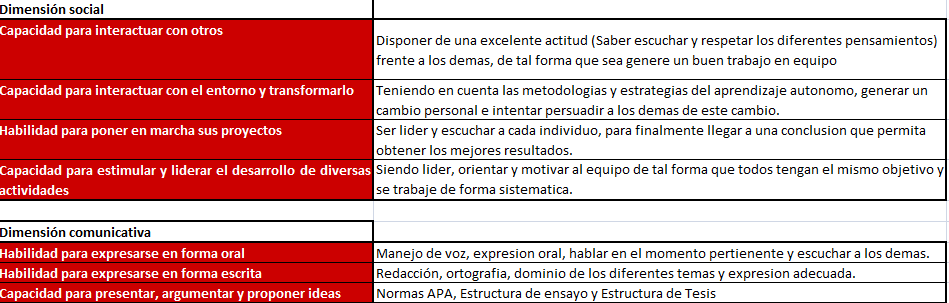 Dimensión social
Capacidad para interactuar con otros
Disponer de una excelente actitud (Saber escuchar y respetar los diferentes pensamientos)
frente a los demas, de tal forma que sea genere un buen trabajo en equipo
Capacidad para interactuar con el entorno y transformarlo
Teniendo en cuenta las metodologias y estrategias del aprendizaje autonomo, generar un
cambio personal e intentar persuadir a los demas de este cambio.
Habilidad para poner en marcha sus proyectos
Ser lider y escuchar a cada individuo, para finalmente llegar a una conclusion que permita
obtener los mejores resultados.
Capacidad para estimular y liderar el desarrollo de diversas
actividades
Siendo lider, orientar y motivar al equipo de tal forma que todos tengan el mismo objetivo y
se trabaje de forma sistematica.
Dimensión comunicativa
Habilidad para expresarse en forma oral
Manejo de voz, expresion oral, hablar en el momento pertienente y escuchar a los demas.
Habilidad para expresarse en forma escrita
Redacción, ortografia, dominio de los diferentes temas y expresion adecuada.
Capacidad para presentar, argumentar y proponer ideas
Normas APA, Estructura de ensayo y Estructura de Tesis